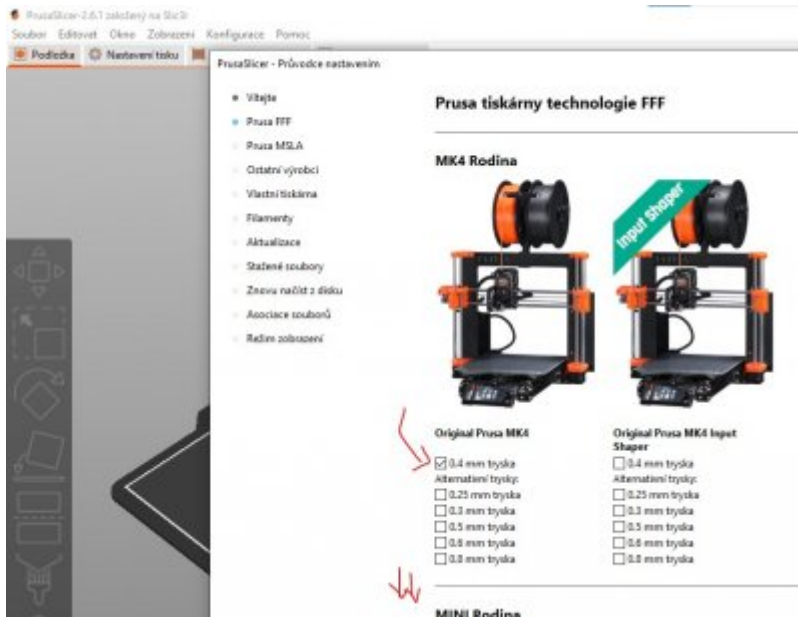 PrusaSlicer-2.6.1 založený na Slic3r
Soubor Editovat Okno Zobrazení Konfigurace Pomoc
Podložka Nastavení tisku
PrusaSlicer - Průvodce nastavením
Vítejte
Prusa FFF
Prusa MSLA
Ostatní výrobci
Vlastní tiskárna
Filamenty
Aktualizace
Stažené soubory
Znovu načíst z disku
Asociace souborů
Režim zobrazení
Prusa tiskárny technologie FFF
MK4 Rodina
Input Shaper
Original Prusa MK4
0.4 mm tryska
Alternativní trysky:
0.25 mm tryska
0.3 mm tryska
0.5 mm tryska
0.6 mm tryska
0.8 mm tryska
Original Prusa MK4 Input
Shaper
0.4 mm tryska
Alternativní trysky:
0.25 mm tryska
0.3 mm tryska
0.5 mm tryska
0.6 mm tryska
0.8 mm tryska
MINI Rodina